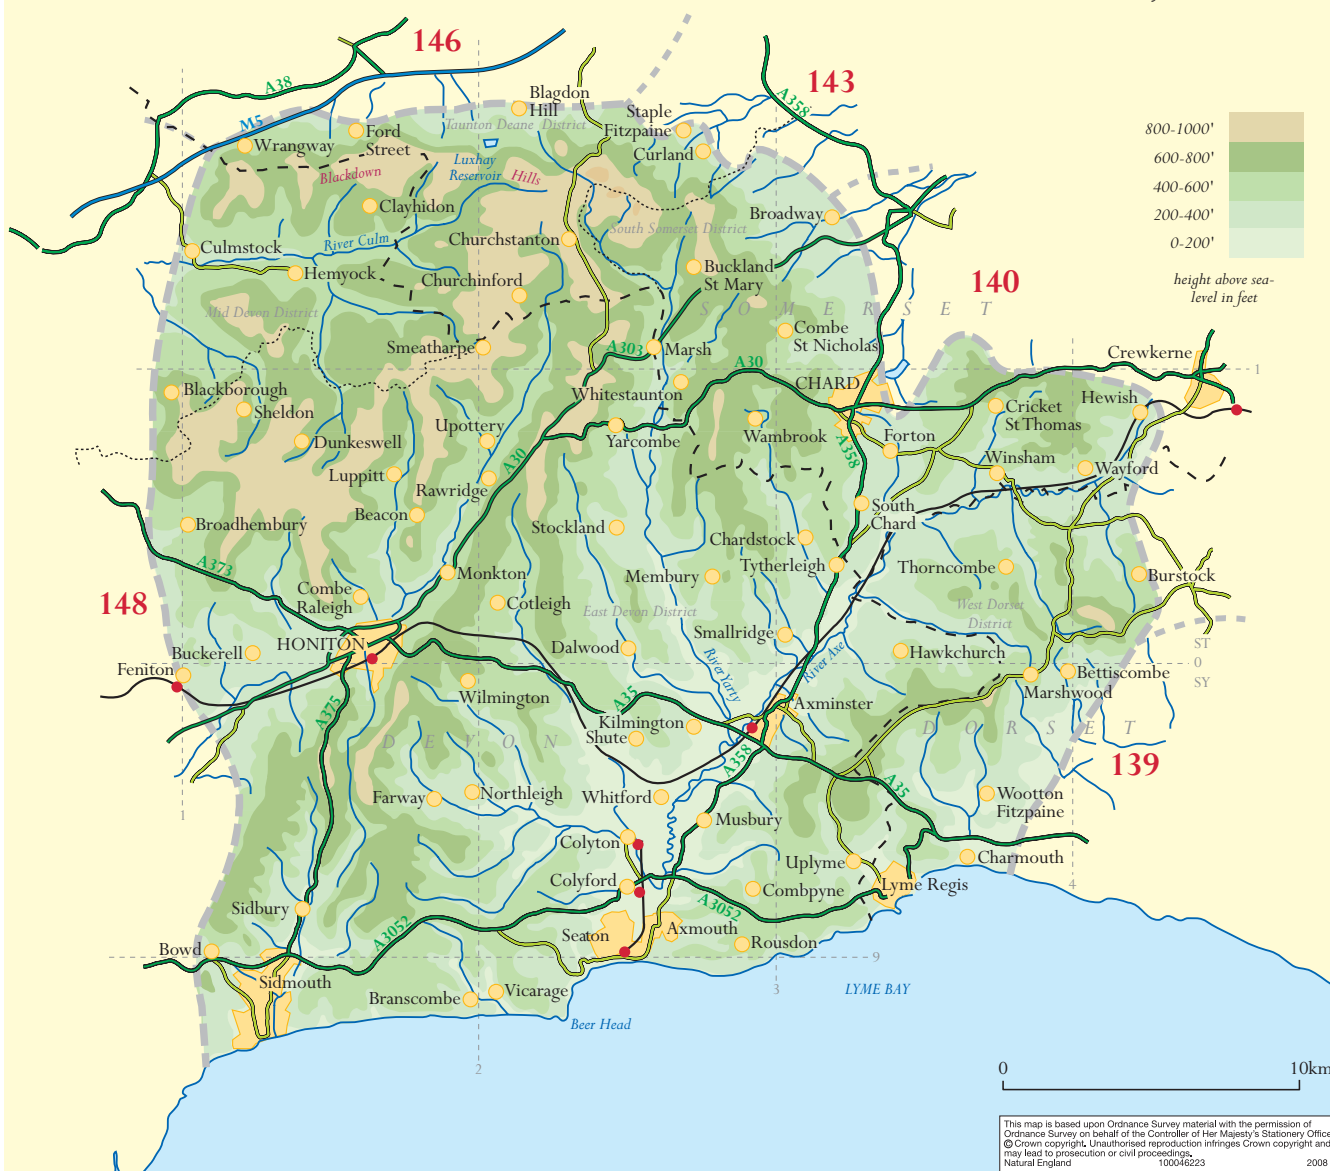 146
143
A38
M5
A358
Blagdon
Hill
Staple
Fitzpaine
Taunton Deane District
Ford
Street
Wrangway
Curland
Luxhay
Reservoir
Blackdown
Hills
800-1000'
600-800'
400-600'
200-400'
0-200'
height above sea-
level in feet
Clayhidon
Broadway
South Somerset District
River Culm
Culmstock
Churchstanton
Hemyock
Churchinford
Buckland
St Mary
140
Mid Devon District
S O M E R S E T
Combe
St Nicholas
Smeatharpe
A303
Marsh
A30
Crewkerne
1
CHARD
Blackborough
Whitestaunton
Hewish
Sheldon
Cricket
St Thomas
Upottery
Yarcombe
Wambrook
Forton
Dunkeswell
A30
A358
Winsham
Wayford
Luppitt
Rawridge
Beacon
South
Chard
Broadhembury
Stockland
Chardstock
A373
Monkton
Membury
Tytherleigh
Thorncombe
Burstock
148
Combe
Raleigh
Cotleigh
East Devon District
West Dorset
District
Smallridge
HONITON
Dalwood
River Yarty
River Axe
Hawkchurch
ST
0
SY
Buckerell
Feniton
Bettiscombe
Marshwood
Wilmington
A35
Axminster
A375
Kilmington
Shute
D E V O N
D O R S E T
139
A358
A35
Farway
Northleigh
Whitford
Wootton
Fitzpaine
1
Musbury
Colyton
Uplyme
Charmouth
Colyford
Combpyne
Lyme Regis
4
A3052
Sidbury
A3052
Seaton
Axmouth
Rousdon
Bowd
9
Sidmouth
Branscombe
Vicarage
3
LYME BAY
Beer Head
2
0
10km
This map is based upon Ordnance Survey material with the permission of
Ordnance Survey on behalf of the Controller of Her Majesty's Stationery Office
© Crown copyright. Unauthorised reproduction infringes Crown copyright and
may lead to prosecution or civil proceedings.
Natural England 100046223 2008